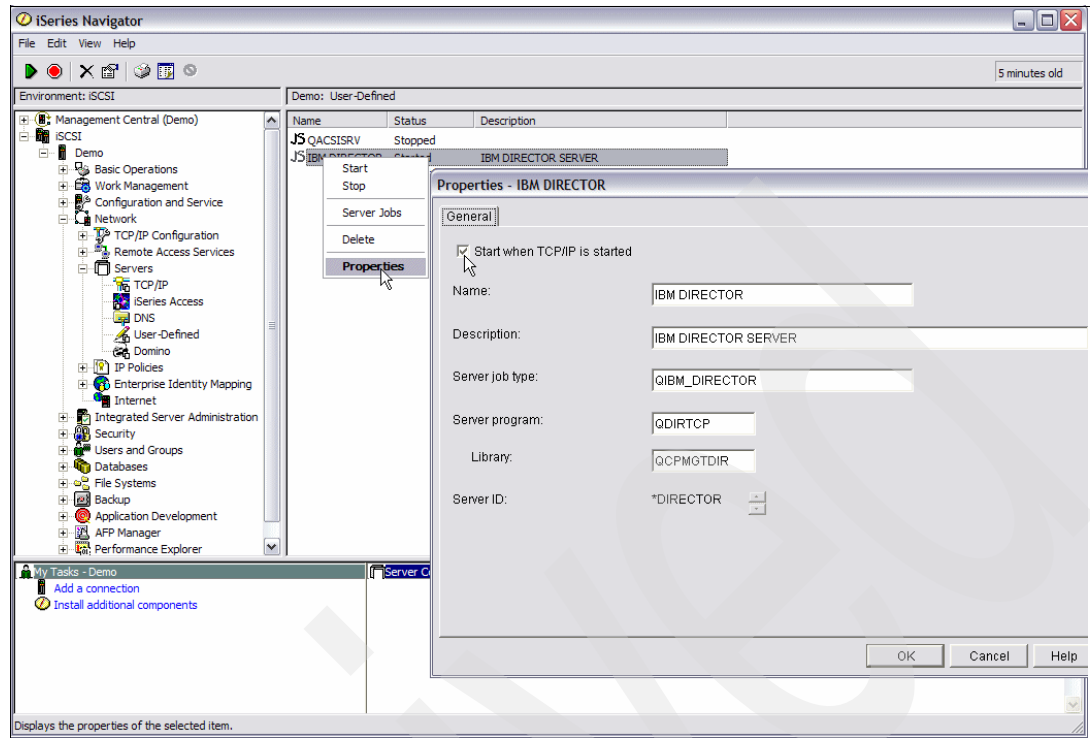 iSeries Navigator
File Edit View Help
5 minutes old
Environment: iSCSI
Demo: User-Defined
Management Central (Demo)
iSCSI
Demo
Basic Operations
Work Management
Configuration and Service
Network
TCP/IP Configuration
Remote Access Services
Servers
TCP/IP
iSeries Access
DNS
User-Defined
Domino
IP Policies
Enterprise Identity Mapping
Internet
Integrated Server Administration
Security
Users and Groups
Databases
File Systems
Backup
Application Development
AFP Manager
Performance Explorer
Name Status Description
JS QACSISRV Stopped
JS IBM DIRECTOR Started IBM DIRECTOR SERVER
Start
Stop
Server Jobs
Delete
Properties
Properties - IBM DIRECTOR
General
Start when TCP/IP is started
Name: IBM DIRECTOR
Description: IBM DIRECTOR SERVER
Server job type: QIBM_DIRECTOR
Server program: QDIRTCP
Library: QCPMGTDIR
Server ID: *DIRECTOR
OK Cancel Help
My Tasks - Demo
Add a connection
Install additional components
Server
Displays the properties of the selected item.